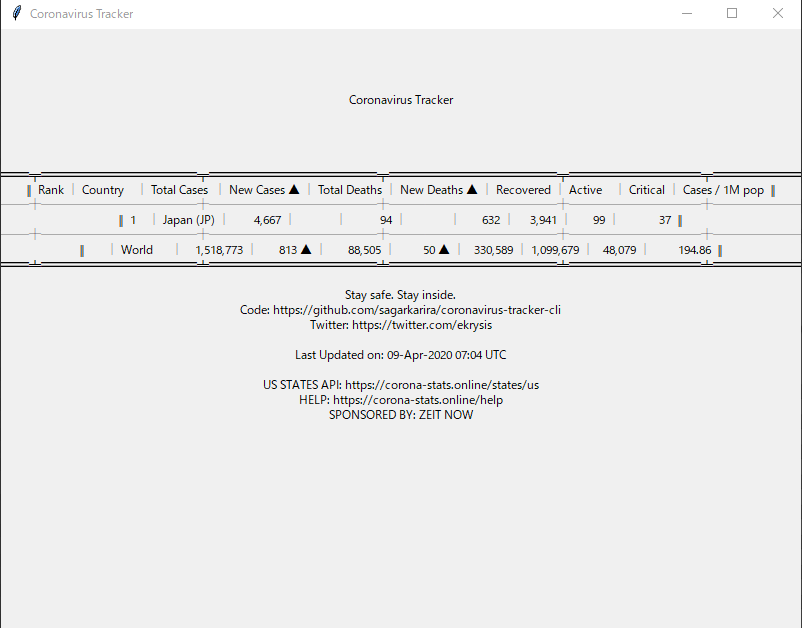 Coronavirus Tracker
Coronavirus Tracker
Rank | Country | Total Cases | New Cases ▲ | Total Deaths | New Deaths ▲ | Recovered | Active | Critical | Cases / 1M pop
1 | Japan (JP) | 4,667 | | 94 | | 632 | 3,941 | 99 | 37
| World | 1,518,773 | 813 ▲ | 88,505 | 50 ▲ | 330,589 | 1,099,679 | 48,079 | 194.86
Stay safe. Stay inside.
Code: https://github.com/sagarkarira/coronavirus-tracker-cli
Twitter: https://twitter.com/ekrysis
Last Updated on: 09-Apr-2020 07:04 UTC
US STATES API: https://corona-stats.online/states/us
HELP: https://corona-stats.online/help
SPONSORED BY: ZEIT NOW